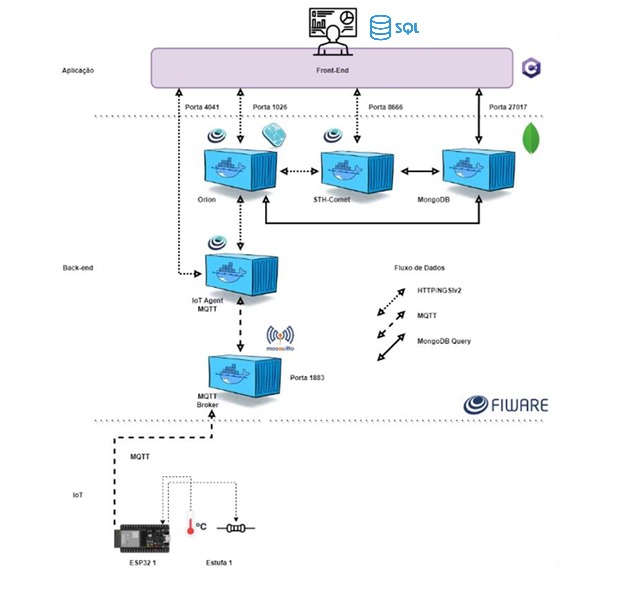 SQL
Aplicação
Front-End
Porta 4041
Porta 1026
Porta 8666
Porta 27017
Orion
STH-Comet
MongoDB
Back-end
Fluxo de Dados
HTTP/NGSIv2
MQTT
MongoDB Query
IoT Agent
MQTT
mosquitto
Porta 1883
MQTT
Broker
FIWARE
MQTT
IoT
°C
ESP32 1
Estufa 1